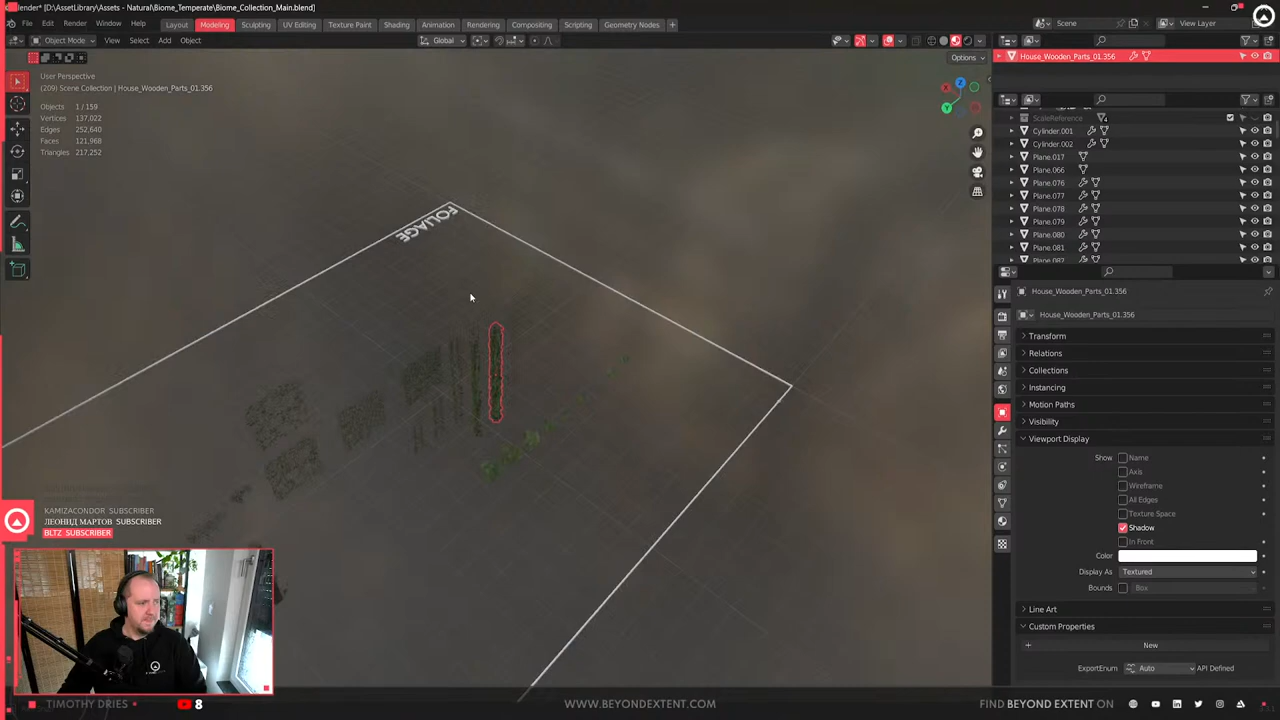 Blender* [D:\AssetLibrary\Assets - Natural\Biome_Temperate\Biome_Collection_Main.blend]
File Edit Render Window Help Layout Modeling Sculpting UV Editing Texture Paint Shading Animation Rendering Compositing Scripting Geometry Nodes + Scene View Layer
Object Mode View Select Add Object Global
Options
User Perspective
(209) Scene Collection | House_Wooden_Parts_01.356
Objects 1 / 159
Vertices 137,022
Edges 252,640
Faces 121,968
Triangles 217,252
FOLIAGE
X
Y
Z
House_Wooden_Parts_01.356
ScaleReference
Cylinder.001
Cylinder.002
Plane.017
Plane.066
Plane.076
Plane.077
Plane.078
Plane.079
Plane.080
Plane.081
Plane.082
House_Wooden_Parts_01.356
House_Wooden_Parts_01.356
Transform
Relations
Collections
Instancing
Motion Paths
Visibility
Viewport Display
Show Name
Axis
Wireframe
All Edges
Texture Space
Shadow
In Front
Color
Display As Textured
Bounds Box
Line Art
Custom Properties
New
ExportEnum Auto API Defined
KAMIZACONDOR SUBSCRIBER
ЛЕОНИД МАРТОВ SUBSCRIBER
BLTZ SUBSCRIBER
TIMOTHY DRIES 8 WWW.BEYONDEXTENT.COM FIND BEYOND EXTENT ON